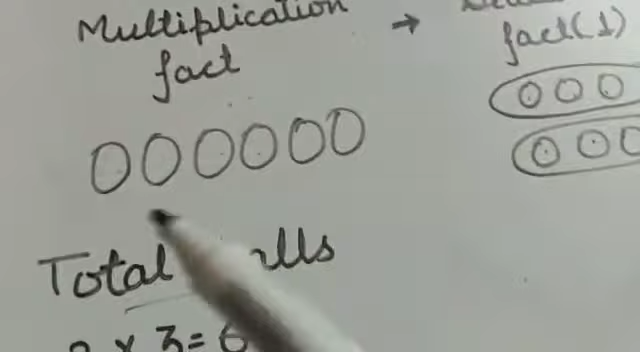 Multiplication →
fact
fact(1)
Total
× 3 = 6